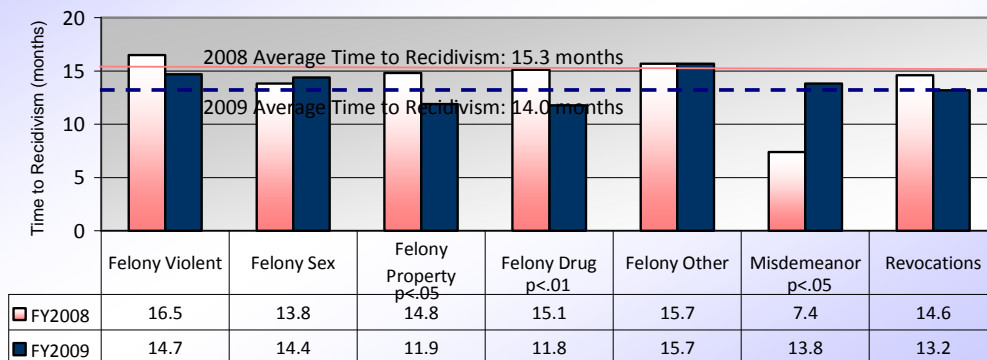 20
15
10
5
0
Time to Recidivism (months)
2008 Average Time to Recidivism: 15.3 months
2009 Average Time to Recidivism: 14.0 months
Felony Violent
Felony Sex
Felony
Property
p<.05
Felony Drug
p<.01
Felony Other
Misdemeanor
p<.05
Revocations
FY2008 16.5 13.8 14.8 15.1 15.7 7.4 14.6
FY2009 14.7 14.4 11.9 11.8 15.7 13.8 13.2